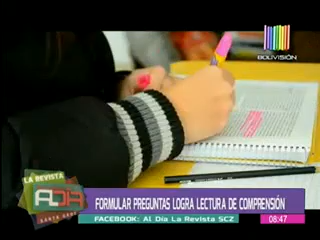 BOLIVISIÓN
LA REVISTA
ADÍA
SANTA CRUZ
FORMULAR PREGUNTAS LOGRA LECTURA DE COMPRENSIÓN
FACEBOOK: Al Día La Revista SCZ
08:47